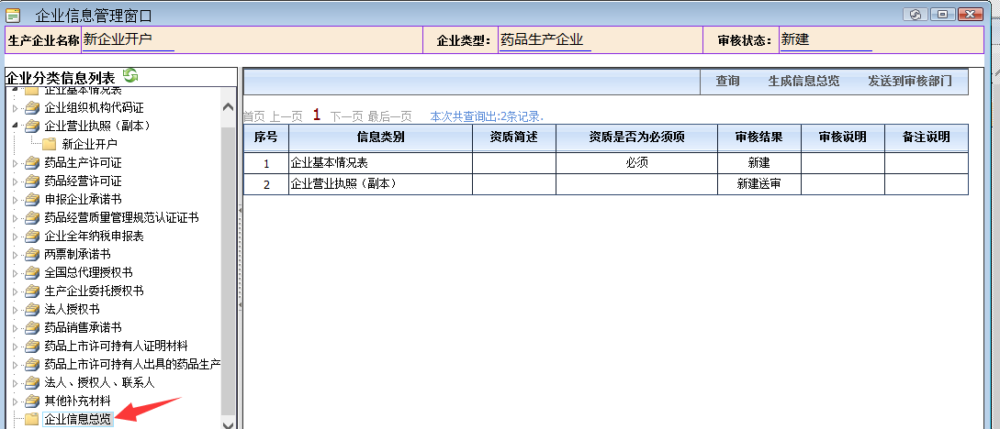 企业信息管理窗口
生产企业名称 新企业开户 企业类型： 药品生产企业 审核状态： 新建
企业分类信息列表
企业基本情况表
企业组织机构代码证
企业营业执照（副本）
新企业开户
药品生产许可证
药品经营许可证
申报企业承诺书
药品经营质量管理规范认证证书
企业全年纳税申报表
两票制承诺书
全国总代理授权书
生产企业委托授权书
法人授权书
药品销售承诺书
药品上市许可持有人证明材料
药品上市许可持有人出具的药品生产
法人、授权人、联系人
其他补充材料
企业信息总览
查询 生成信息总览 发送到审核部门
首页 上一页 1 下一页 最后一页 本次共查询出:2条记录.
序号 信息类别 资质简述 资质是否为必须项 审核结果 审核说明 备注说明
1 企业基本情况表 必须 新建
2 企业营业执照（副本） 新建送审